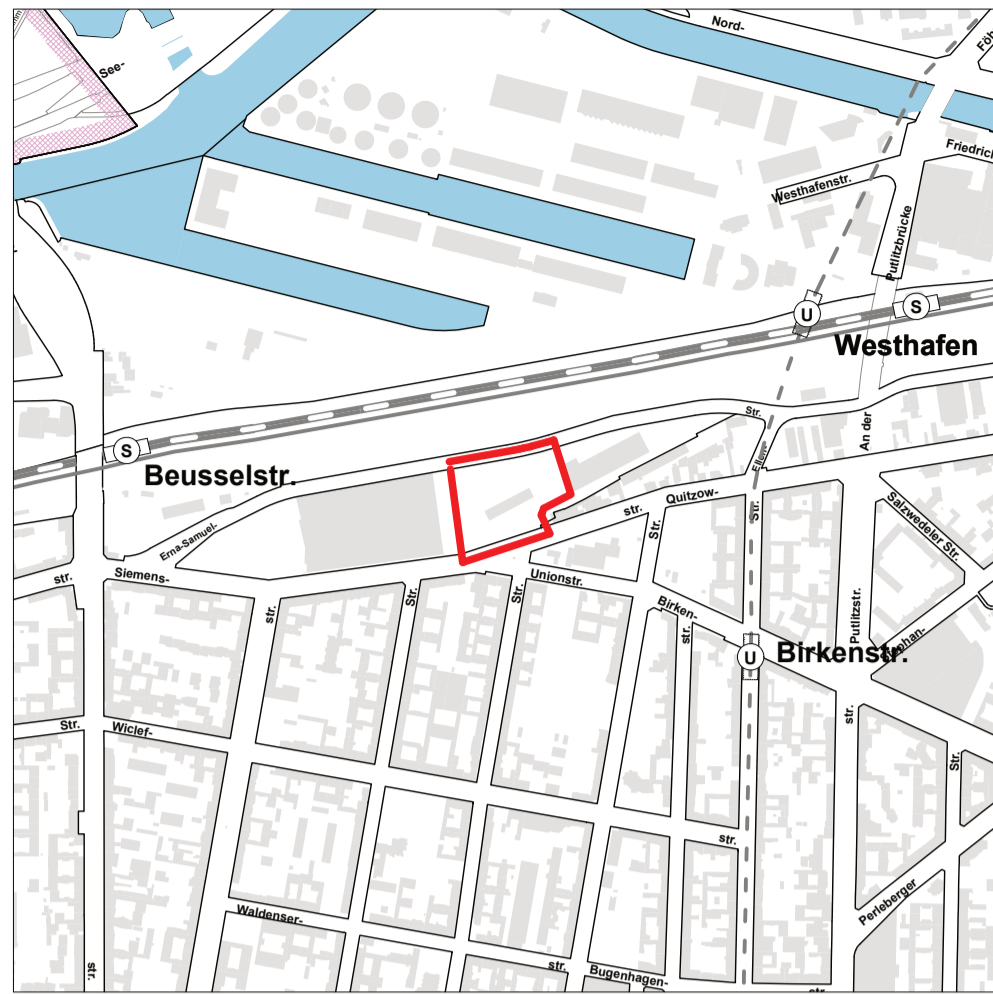 Nord-
Föh
See-
Friedrich
Westhafenstr.
Putlitzbrücke
U
S
Westhafen
Str.
An der
S
Beusselstr.
Ellen-
Quitzow-
str.
Str.
Str.
Salzwedeler Str.
Erna-Samuel-
str.
Siemens-
Unionstr.
Str.
Str.
str.
Birken-
str.
Putlitzstr.
Stephan-
U
Birkenstr.
Str.
Wiclef-
str.
Str.
str.
Perleberger
Waldenser-
str.
str.
Bugenhagen-
str.